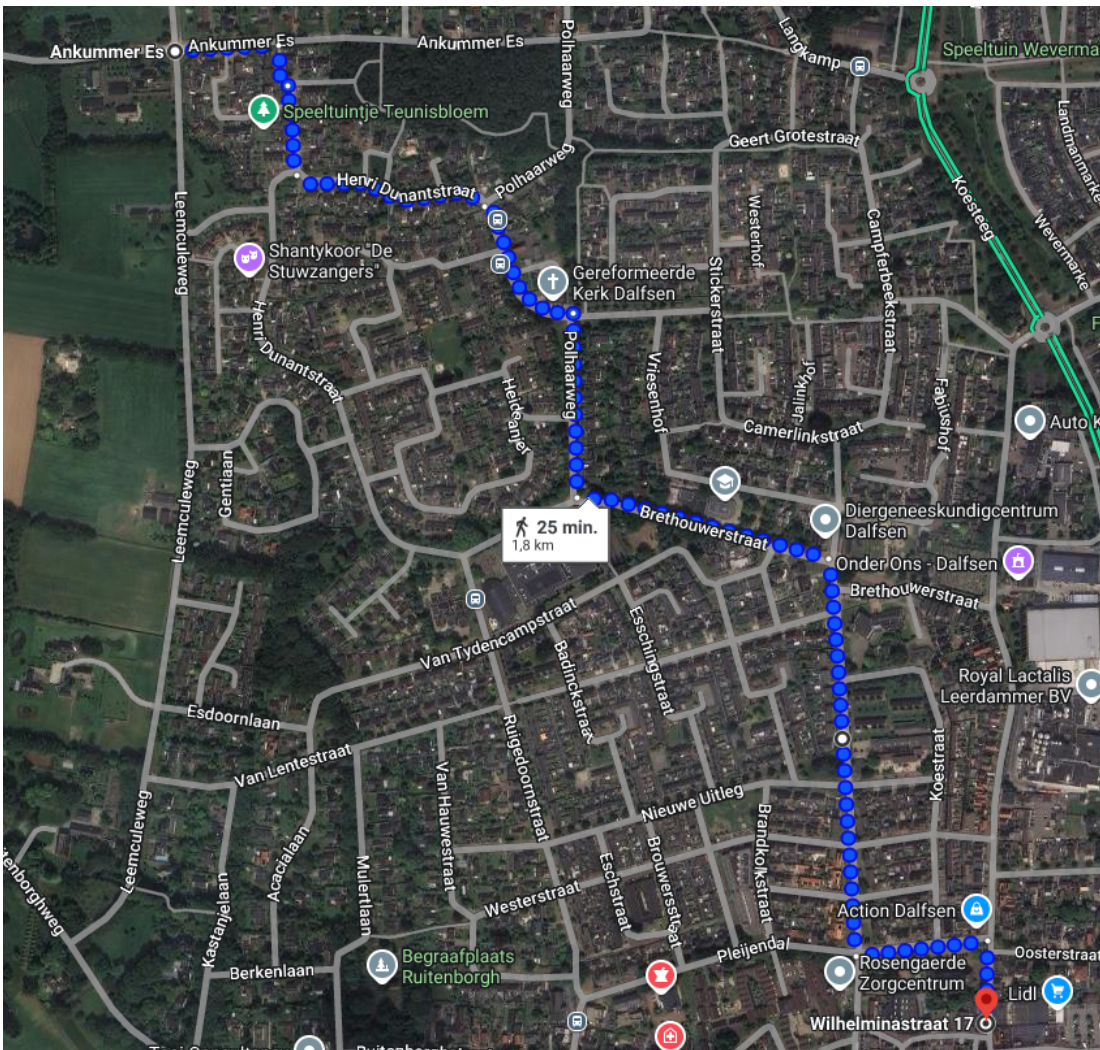 Ankummer Es
Ankummer Es
Ankummer Es
Polhaarweg
Langkamp
Speeltuin Weverma
Speeltuintje Teunisbloem
Landmanmarke
Geert Grotestraat
Polhaarweg
Henri Dunantstraat
Koesteeg
Wevermarke
Leemculeweg
Westerhof
Campferbeekstraat
Shantykoor "De
Stuwzangers"
Gereformeerde
Kerk Dalfsen
Stickerstraat
Henri Dunantstraat
Polhaarweg
Vriesenhof
Jalinkhof
Fabiushof
Heideanjer
Camerlinkstraat
Auto K
Gentiaan
Leemculeweg
25 min.
1,8 km
Brethouwerstraat
Diergeneeskundigcentrum
Dalfsen
Onder Ons - Dalfsen
Brethouwerstraat
Van Tydencampstraat
Esschingstraat
Badinckstraat
Royal Lactalis
Leerdammer BV
Esdoornlaan
Van Lentestraat
Ruigedoornstraat
Koestraat
Van Hauwestraat
Nieuwe Uitleg
Leemculeweg
Acacialaan
Mulertlaan
Brandkolkstraat
Brouwersstraat
Eschstraat
Westerstraat
Kastanjelaan
Action Dalfsen
Pleijendal
Oosterstraat
Begraafplaats
Ruitenborgh
Berkenlaan
Rosengaerde
Zorgcentrum
Lidl
Wilhelminastraat 17